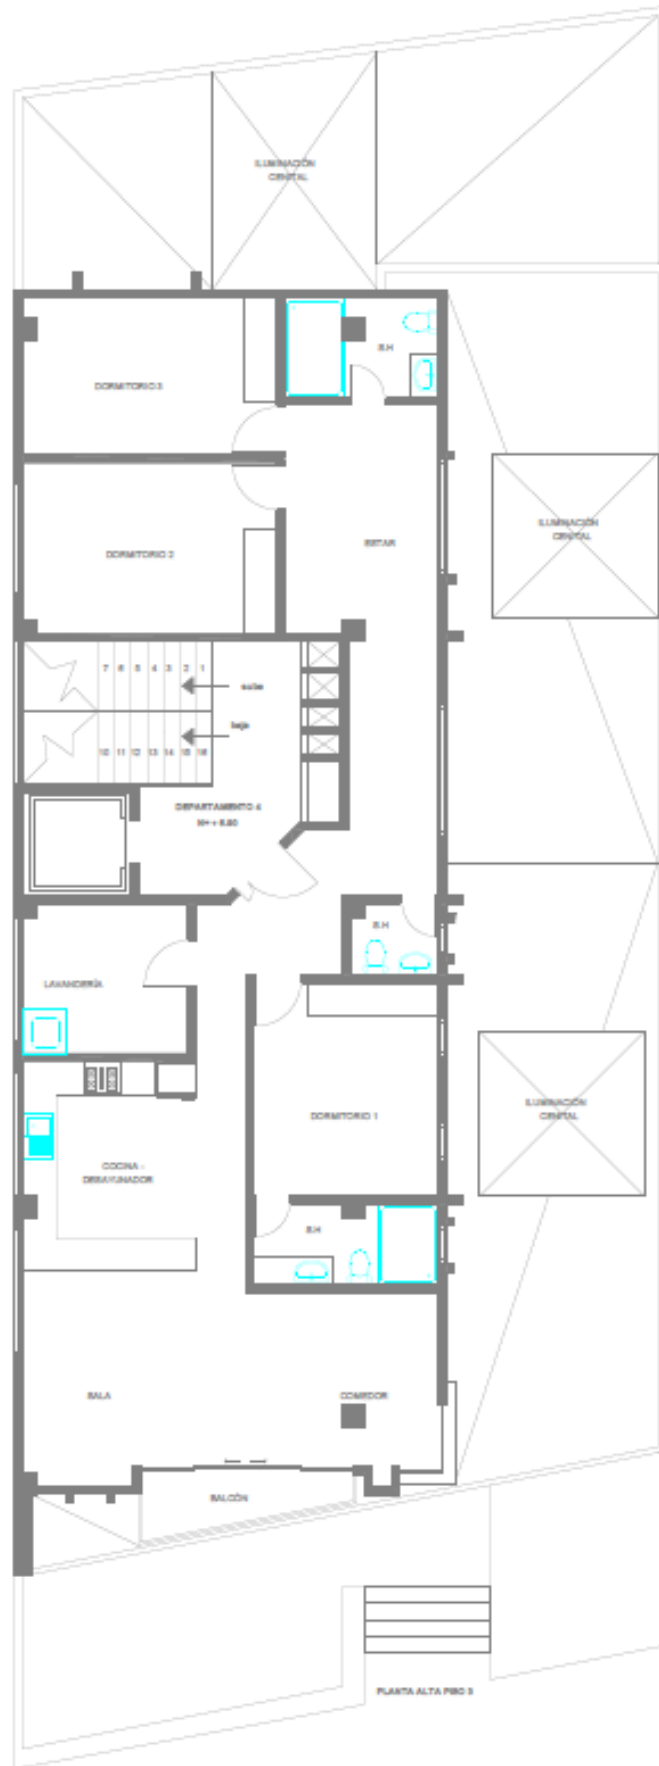 ILUMINACIÓN
CENITAL
S.H
DORMITORIO 3
ILUMINACIÓN
CENITAL
ESTAR
DORMITORIO 2
7 6 5 4 3 2 1
sube
baja
10 11 12 13 14 15 16
DEPARTAMENTO 4
S.H
LAVANDERÍA
ILUMINACIÓN
CENITAL
DORMITORIO 1
COCINA -
DESAYUNADOR
S.H
SALA
COMEDOR
BALCÓN
PLANTA ALTA PISO 3